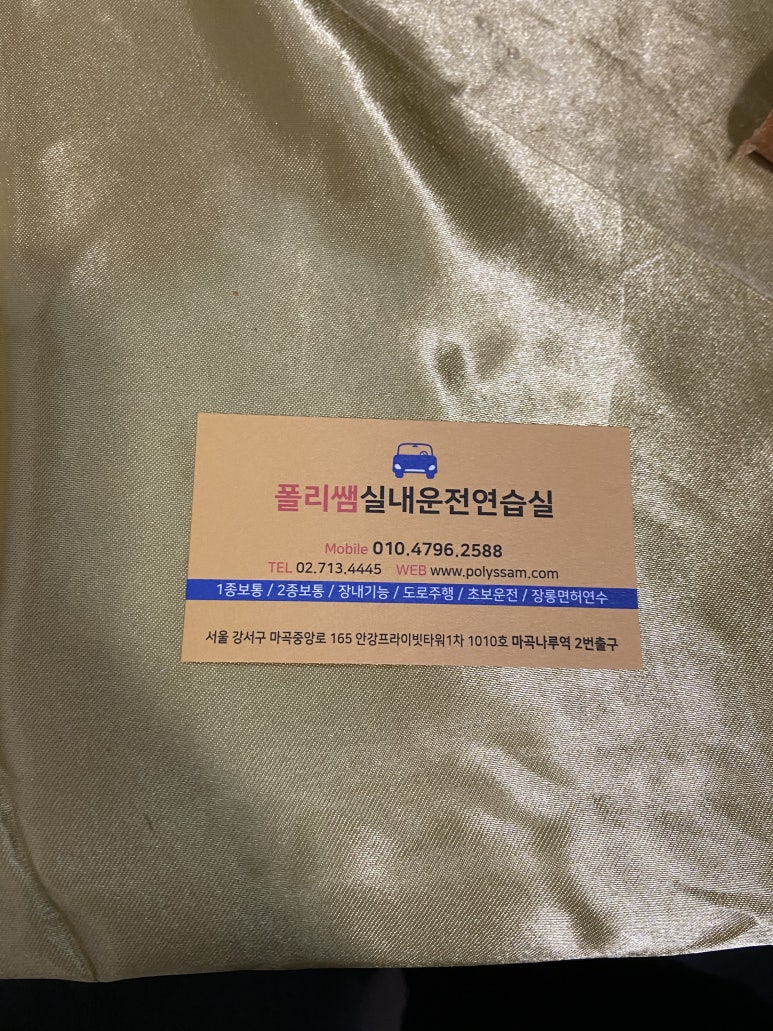 폴리쌤실내운전연습실
Mobile 010.4796.2588
TEL 02.713.4445 WEB www.polyssam.com
1종보통 / 2종보통 / 장내기능 / 도로주행 / 초보운전 / 장롱면허연수
서울 강서구 마곡중앙로 165 안강프라이빗타워1차 1010호 마곡나루역 2번출구